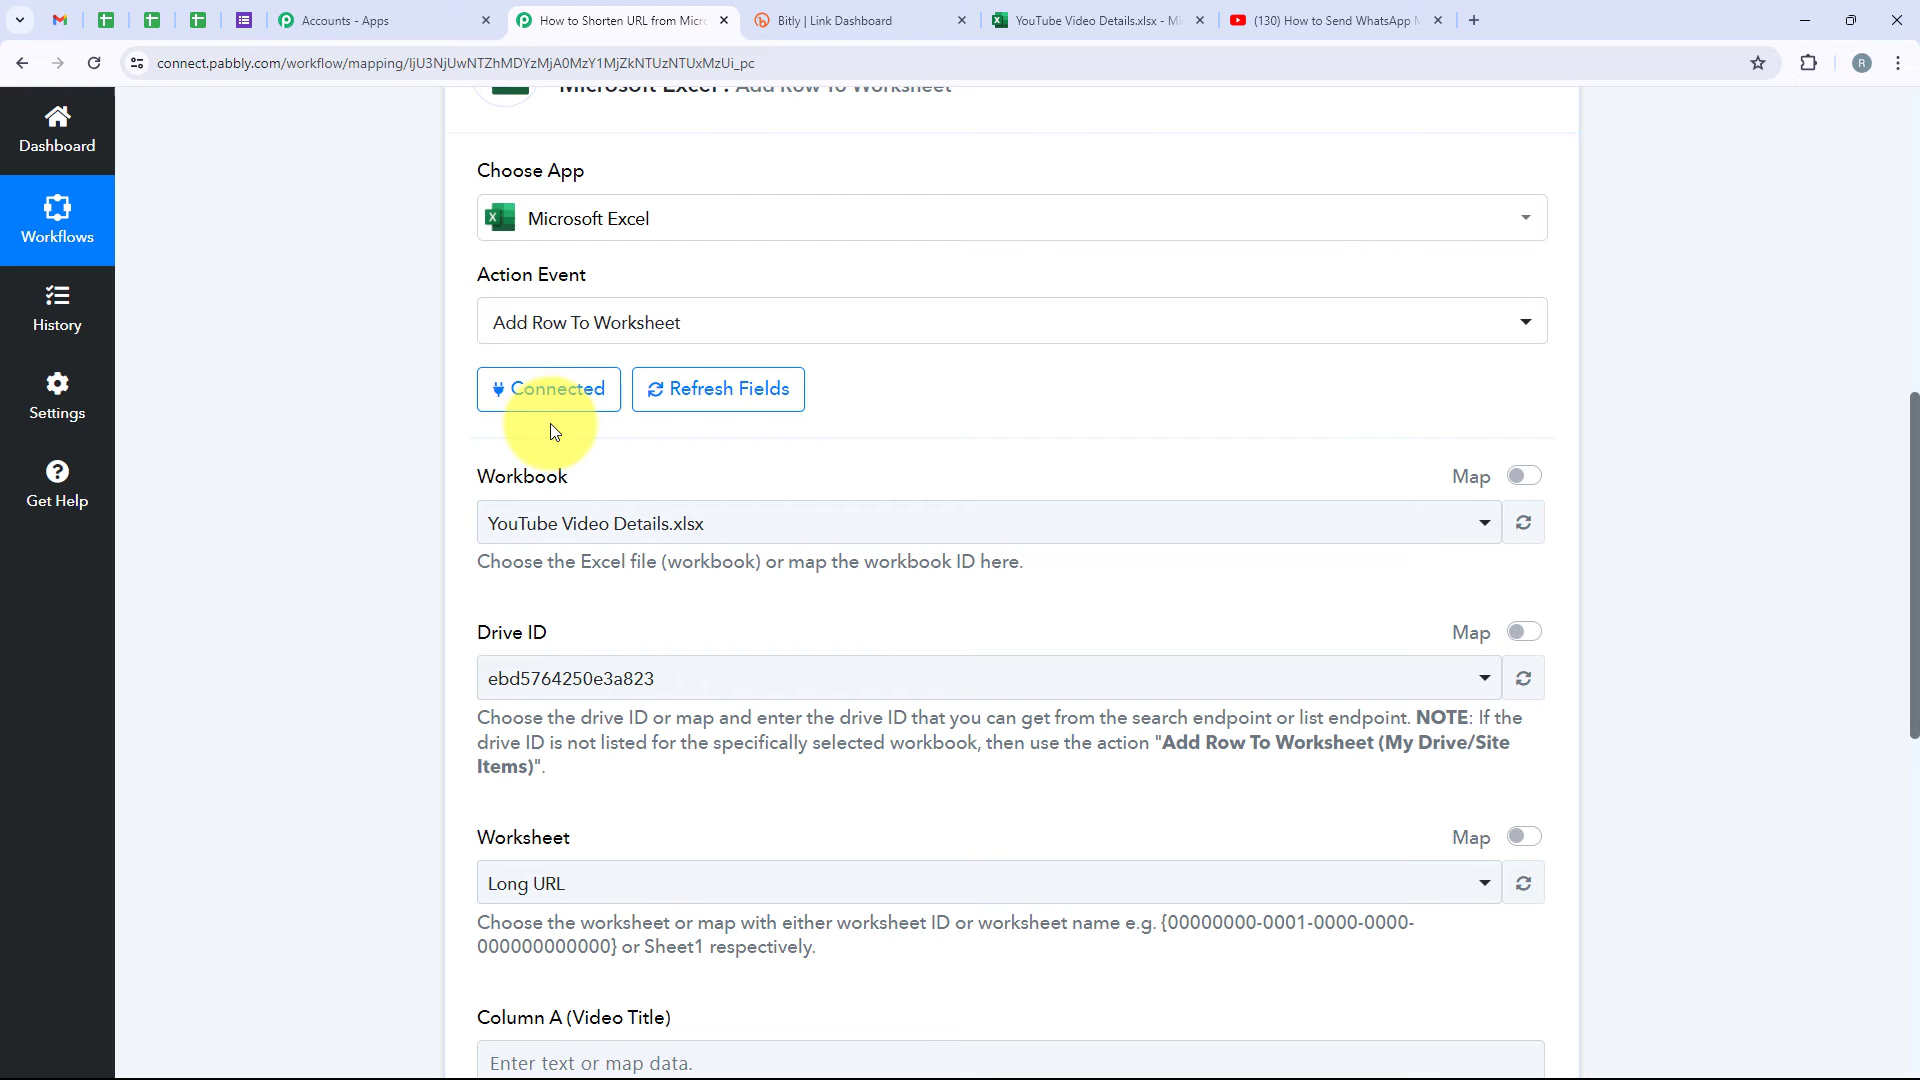 Accounts - Apps
How to Shorten URL from Micr
Bitly | Link Dashboard
YouTube Video Details.xlsx - Mi
(130) How to Send WhatsApp M
connect.pabbly.com/workflow/mapping/IjU3NjUwNTZhMDYzMjA0MzY1MjZkNTUzNTUxMzUi_pc
R
Dashboard
Workflows
History
Settings
Get Help
Microsoft Excel : Add Row To Worksheet
Choose App
Microsoft Excel
Action Event
Add Row To Worksheet
Connected
Refresh Fields
Workbook
Map
YouTube Video Details.xlsx
Choose the Excel file (workbook) or map the workbook ID here.
Drive ID
Map
ebd5764250e3a823
Choose the drive ID or map and enter the drive ID that you can get from the search endpoint or list endpoint. NOTE: If the
drive ID is not listed for the specifically selected workbook, then use the action "Add Row To Worksheet (My Drive/Site
Items)".
Worksheet
Map
Long URL
Choose the worksheet or map with either worksheet ID or worksheet name e.g. {00000000-0001-0000-0000-
000000000000} or Sheet1 respectively.
Column A (Video Title)
Enter text or map data.